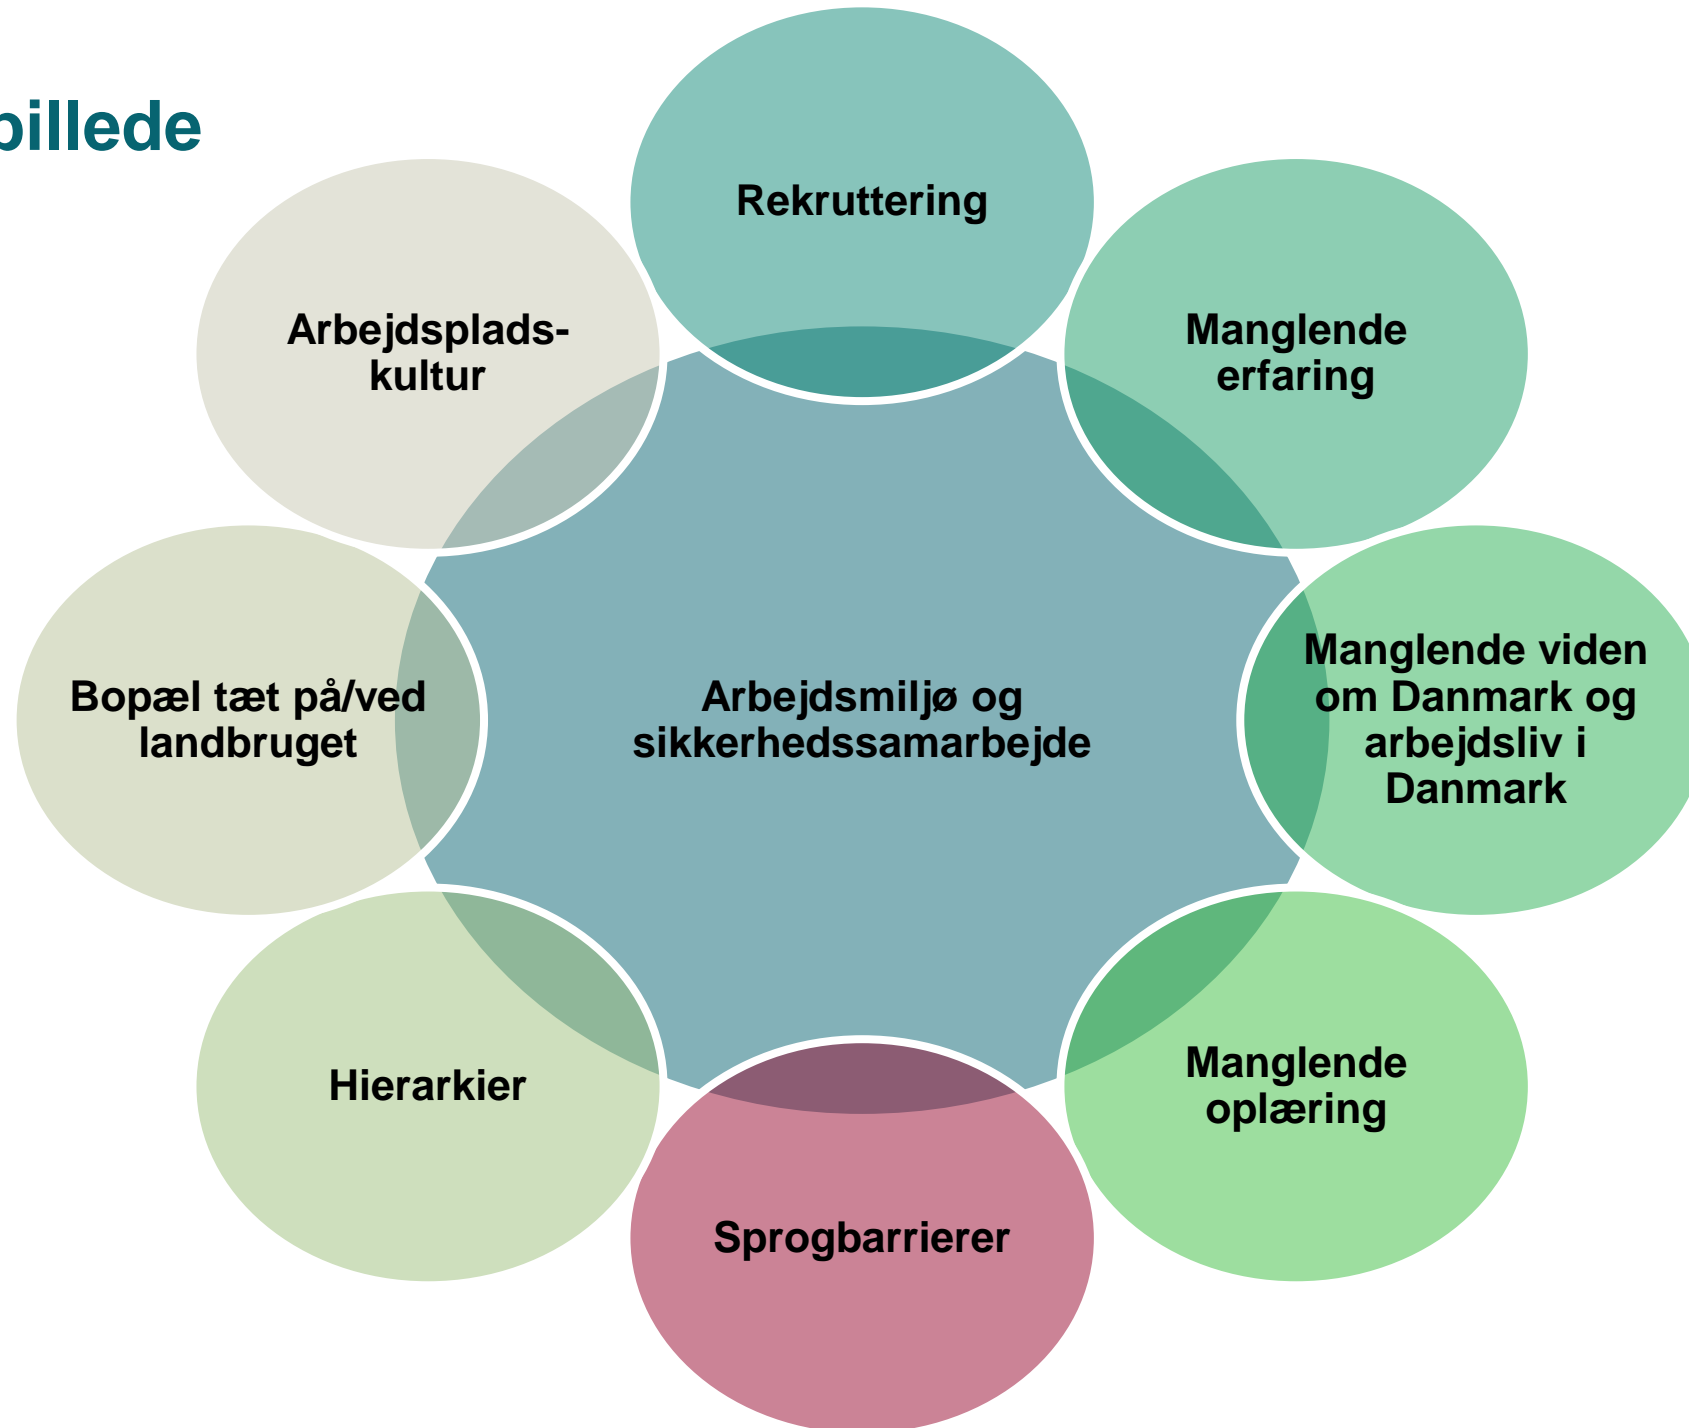 billede
Rekruttering
Arbejdsplads-
kultur
Manglende
erfaring
Bopæl tæt på/ved
landbruget
Arbejdsmiljø og
sikkerhedssamarbejde
Manglende viden
om Danmark og
arbejdsliv i
Danmark
Hierarkier
Manglende
oplæring
Sprogbarrierer